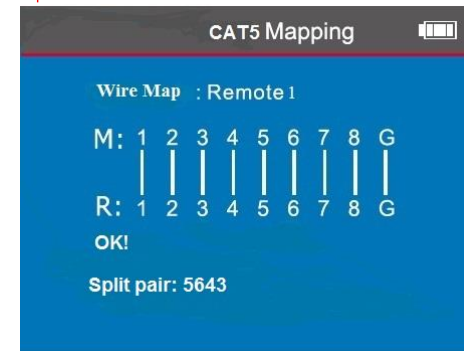 CAT5 Mapping
Wire Map : Remote 1
M: 1 2 3 4 5 6 7 8 G
R: 1 2 3 4 5 6 7 8 G
OK!
Split pair: 5643